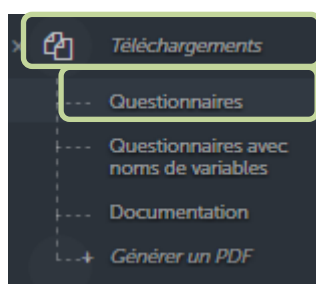 Téléchargements
Questionnaires
Questionnaires avec
noms de variables
Documentation
Générer un PDF